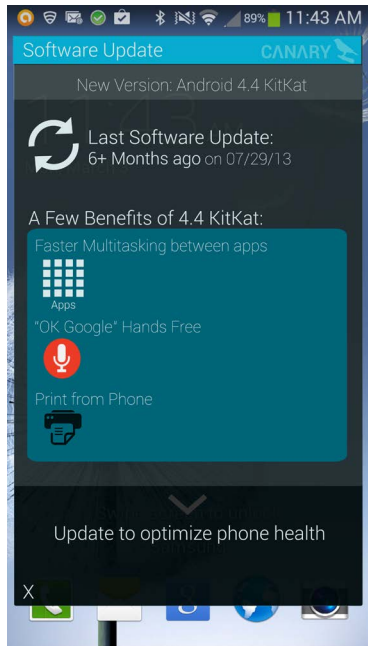 89% 11:43 AM
Software Update CANARY
New Version: Android 4.4 KitKat
Last Software Update:
6+ Months ago on 07/29/13
A Few Benefits of 4.4 KitKat:
Faster Multitasking between apps
Apps
"OK Google" Hands Free
Print from Phone
Update to optimize phone health
X
8